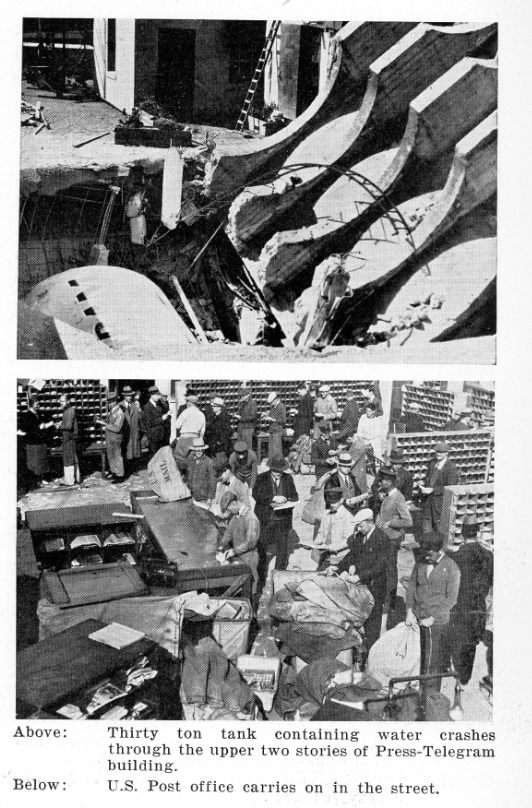 MAIL
Above: Thirty ton tank containing water crashes
through the upper two stories of Press-Telegram
building.
Below: U.S. Post office carries on in the street.